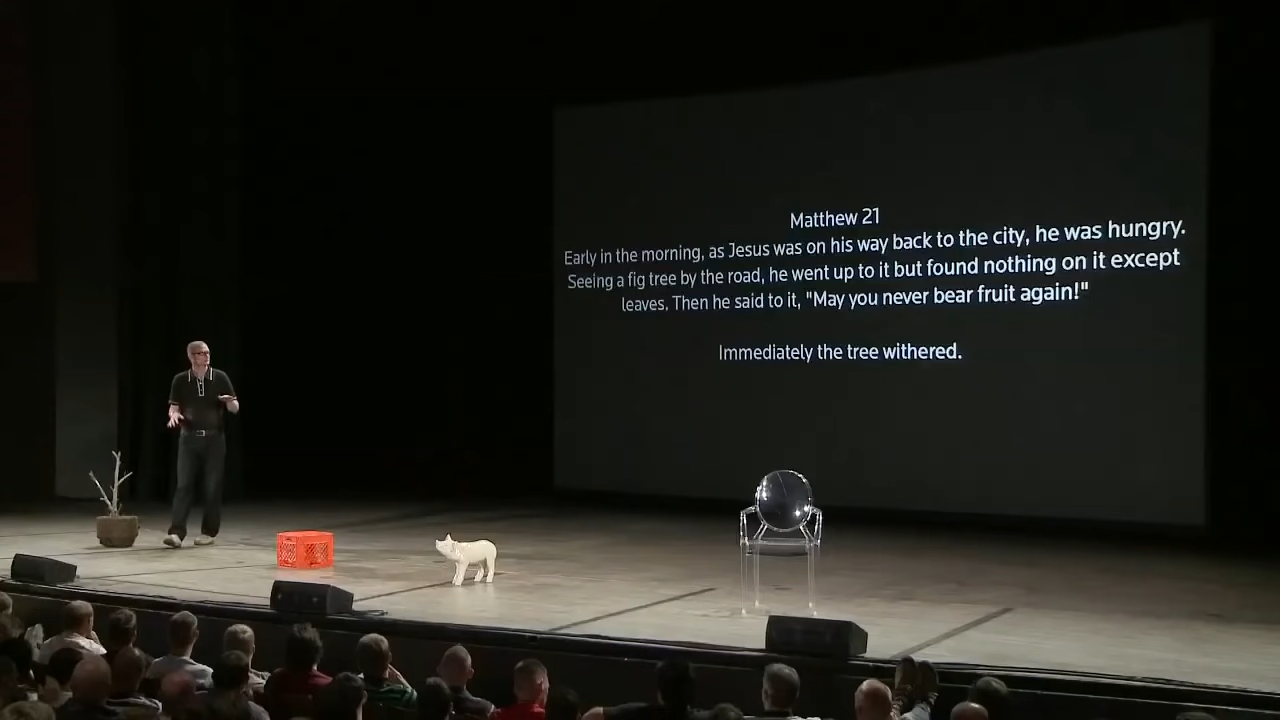 Matthew 21
Early in the morning, as Jesus was on his way back to the city, he was hungry.
Seeing a fig tree by the road, he went up to it but found nothing on it except
leaves. Then he said to it, "May you never bear fruit again!"
Immediately the tree withered.